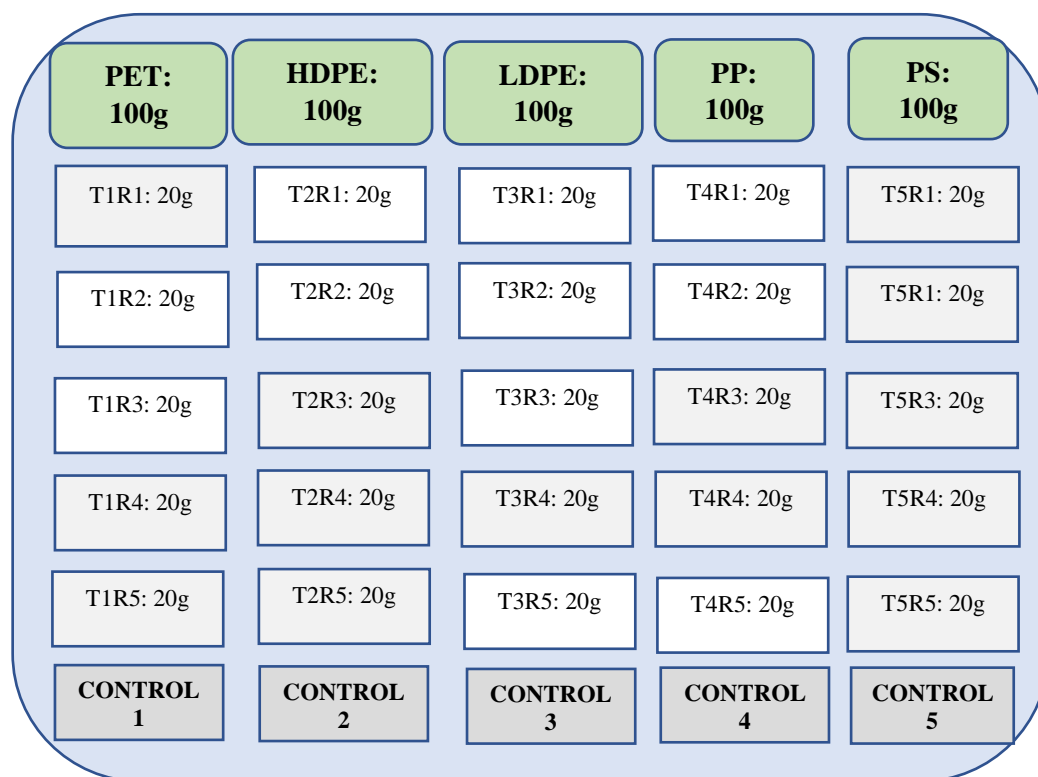 PET:
100g
HDPE:
100g
LDPE:
100g
PP:
100g
PS:
100g
T1R1: 20g
T2R1: 20g
T3R1: 20g
T4R1: 20g
T5R1: 20g
T1R2: 20g
T2R2: 20g
T3R2: 20g
T4R2: 20g
T5R1: 20g
T1R3: 20g
T2R3: 20g
T3R3: 20g
T4R3: 20g
T5R3: 20g
T1R4: 20g
T2R4: 20g
T3R4: 20g
T4R4: 20g
T5R4: 20g
T1R5: 20g
T2R5: 20g
T3R5: 20g
T4R5: 20g
T5R5: 20g
CONTROL
1
CONTROL
2
CONTROL
3
CONTROL
4
CONTROL
5